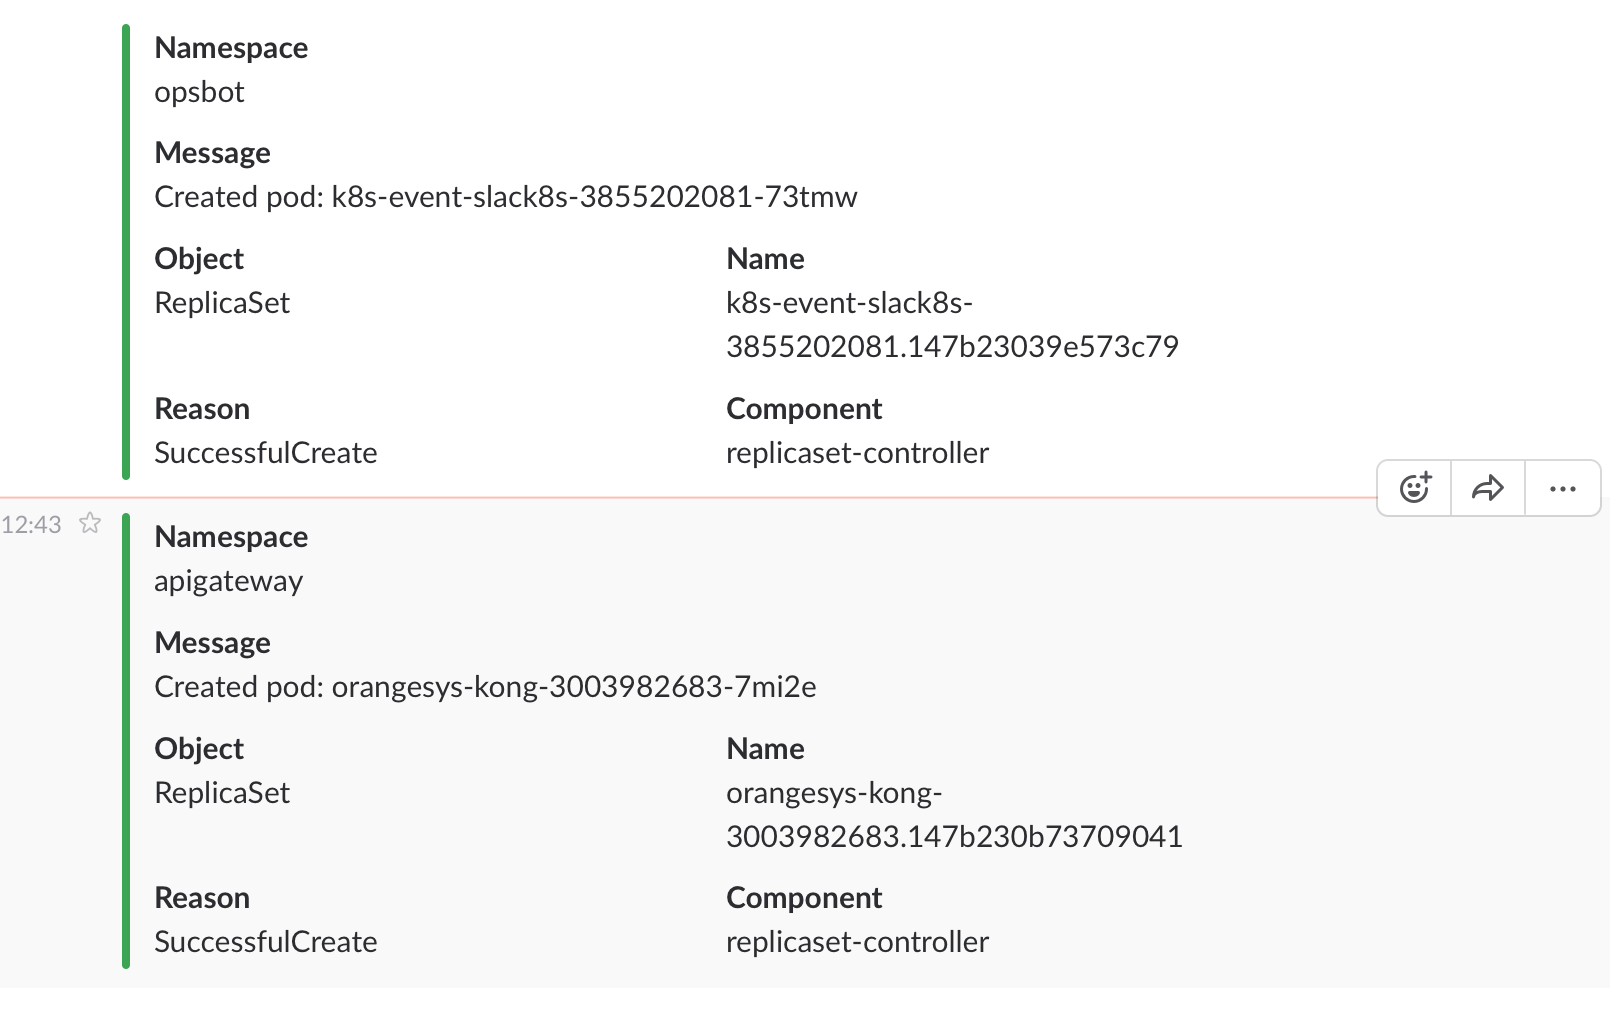 Namespace
opsbot
Message
Created pod: k8s-event-slack8s-3855202081-73tmw
Object
Name
ReplicaSet
k8s-event-slack8s-
3855202081.147b23039e573c79
Reason
Component
SuccessfulCreate
replicaset-controller
12:43
Namespace
apigateway
Message
Created pod: orangesys-kong-3003982683-7mi2e
Object
Name
ReplicaSet
orangesys-kong-
3003982683.147b230b73709041
Reason
Component
SuccessfulCreate
replicaset-controller